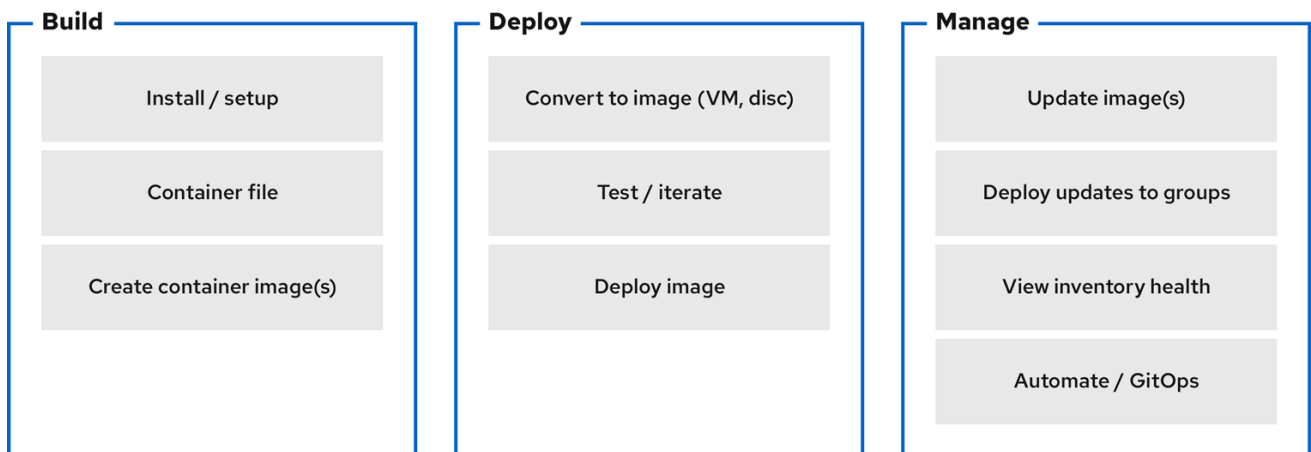 Build
Install / setup
Container file
Create container image(s)
Deploy
Convert to image (VM, disc)
Test / iterate
Deploy image
Manage
Update image(s)
Deploy updates to groups
View inventory health
Automate / GitOps